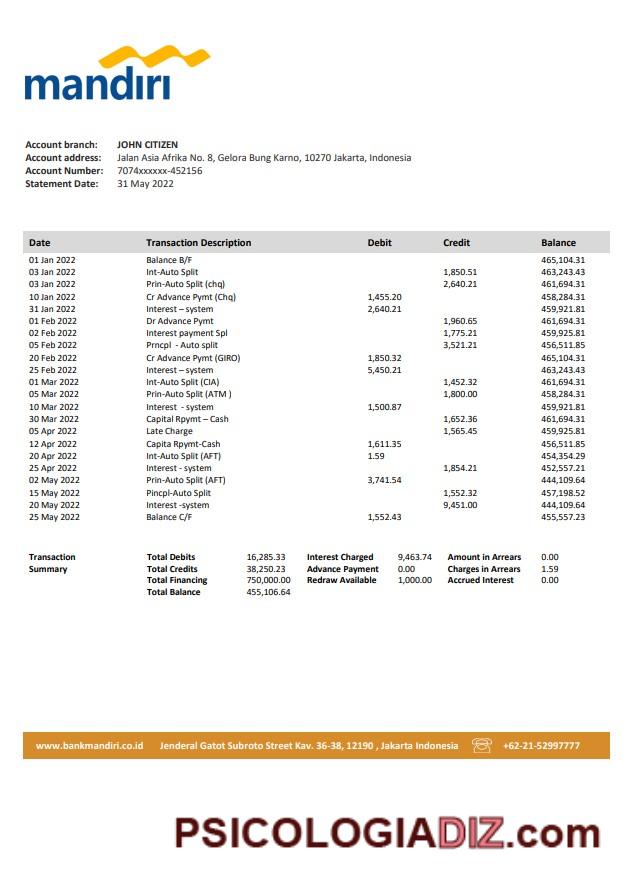 mandiri
Account branch: JOHN CITIZEN
Account address: Jalan Asia Afrika No. 8, Gelora Bung Karno, 10270 Jakarta, Indonesia
Account Number: 7074xxxxxx-452156
Statement Date: 31 May 2022
Date Transaction Description Debit Credit Balance
01 Jan 2022 Balance B/F 465,104.31
03 Jan 2022 Int-Auto Split 1,850.51 463,243.43
03 Jan 2022 Prin-Auto Split (chq) 2,640.21 461,694.31
10 Jan 2022 Cr Advance Pymt (Chq) 1,455.20 458,284.31
31 Jan 2022 Interest – system 2,640.21 459,921.81
01 Feb 2022 Dr Advance Pymt 1,960.65 461,694.31
02 Feb 2022 Interest payment Spl 1,775.21 459,925.81
05 Feb 2022 Prncpl - Auto split 3,521.21 456,511.85
20 Feb 2022 Cr Advance Pymt (GIRO) 1,850.32 465,104.31
25 Feb 2022 Interest – system 5,450.21 463,243.43
01 Mar 2022 Int-Auto Split (CIA) 1,452.32 461,694.31
05 Mar 2022 Prin-Auto Split (ATM ) 1,800.00 458,284.31
10 Mar 2022 Interest - system 1,500.87 459,921.81
30 Mar 2022 Capital Rpymt – Cash 1,652.36 461,694.31
05 Apr 2022 Late Charge 1,565.45 459,925.81
12 Apr 2022 Capita Rpymt-Cash 1,611.35 456,511.85
20 Apr 2022 Int-Auto Split (AFT) 1.59 454,354.29
25 Apr 2022 Interest - system 1,854.21 452,557.21
02 May 2022 Prin-Auto Split (AFT) 3,741.54 444,109.64
15 May 2022 Pincpl-Auto Split 1,552.32 457,198.52
20 May 2022 Interest -system 9,451.00 444,109.64
25 May 2022 Balance C/F 1,552.43 455,557.23
Transaction Total Debits 16,285.33 Interest Charged 9,463.74 Amount in Arrears 0.00
Summary Total Credits 38,250.23 Advance Payment 0.00 Charges in Arrears 1.59
Total Financing 750,000.00 Redraw Available 1,000.00 Accrued Interest 0.00
Total Balance 455,106.64
www.bankmandiri.co.id Jenderal Gatot Subroto Street Kav. 36-38, 12190 , Jakarta Indonesia +62-21-52997777
PSICOLOGIADIZ.com